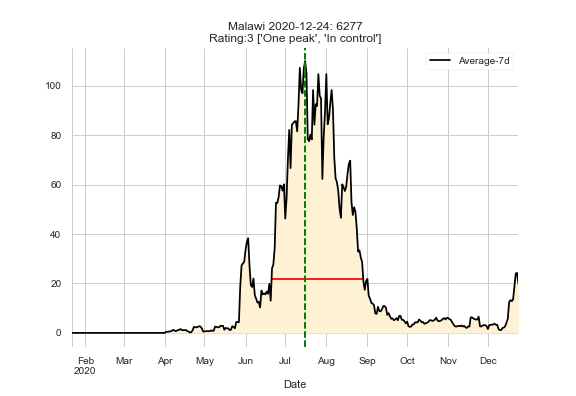 Malawi 2020-12-24: 6277
Rating:3 ['One peak', 'In control']
Average-7d
100
80
60
40
20
0
Feb Mar Apr May Jun Jul Aug Sep Oct Nov Dec
2020
Date